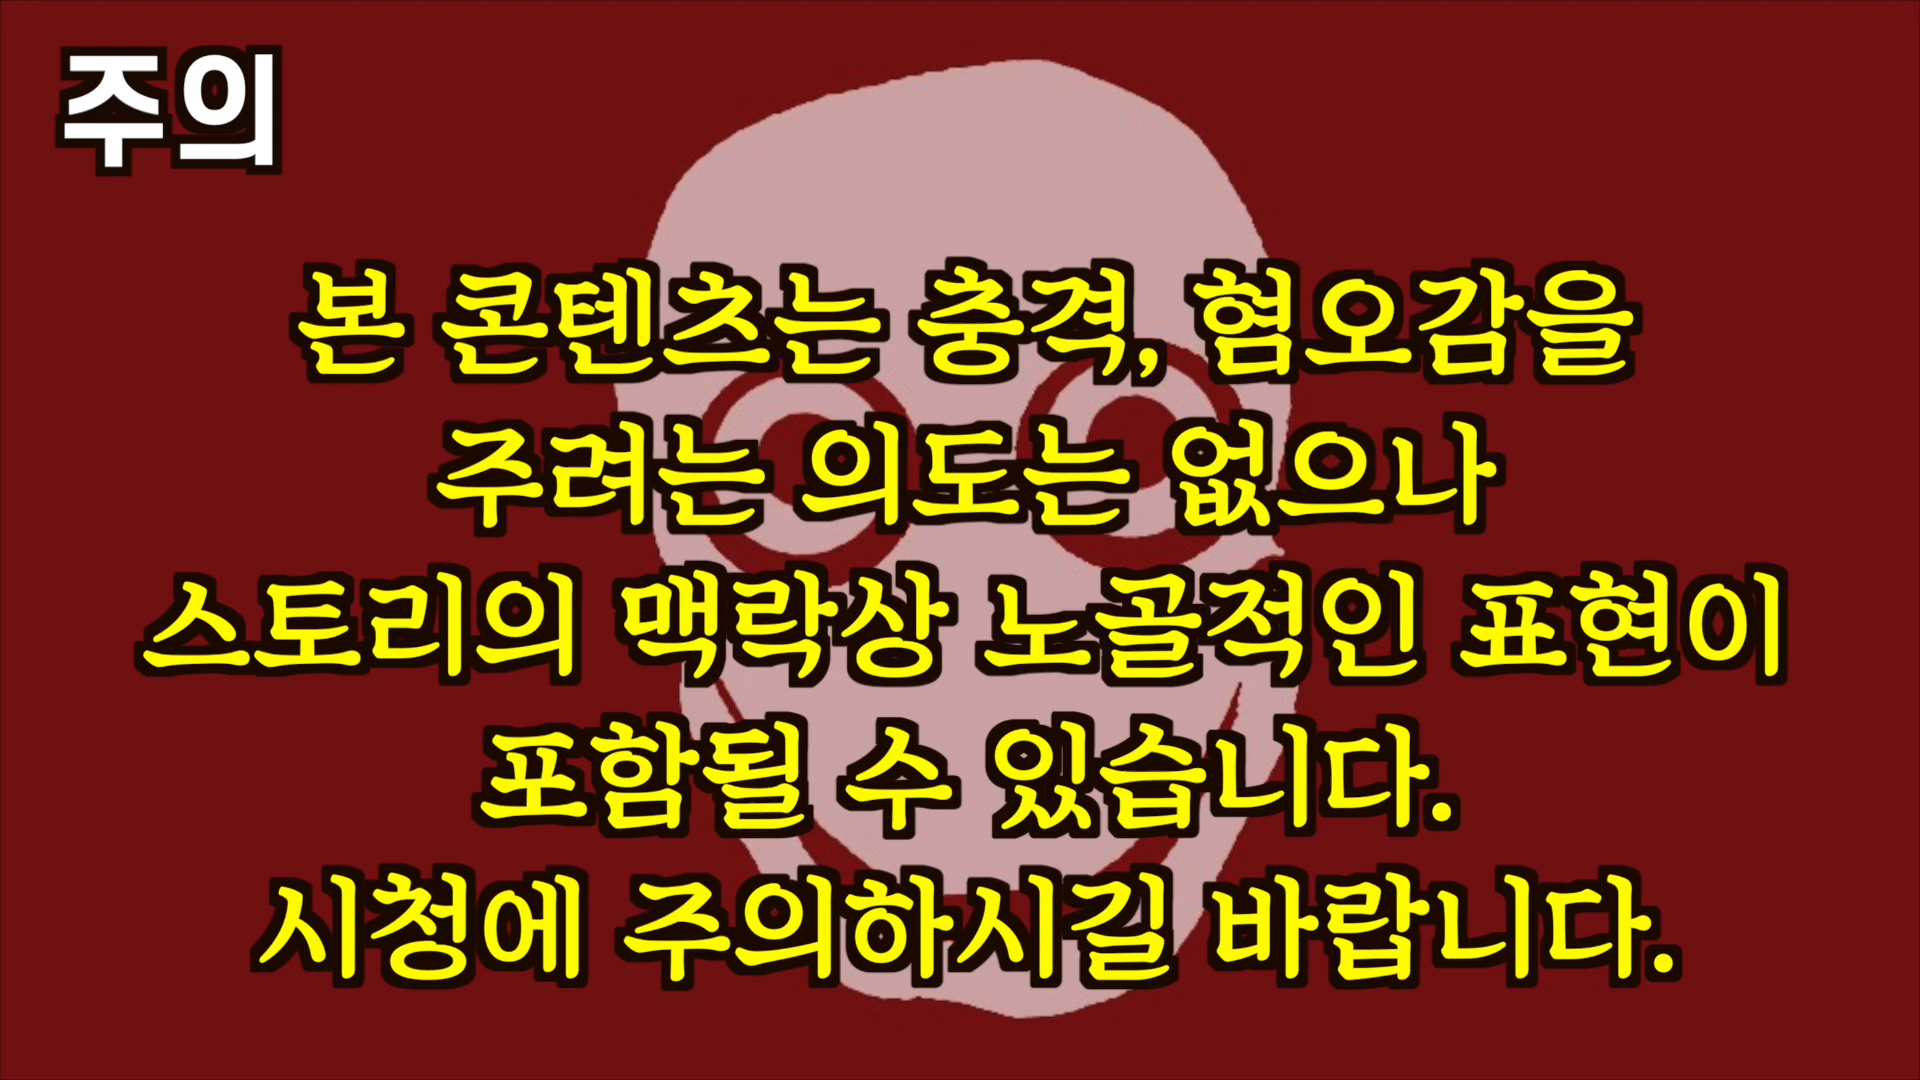 주의
본 콘텐츠는 충격, 혐오감을
주려는 의도는 없으나
스토리의 맥락상 노골적인 표현이
포함될 수 있습니다.
시청에 주의하시길 바랍니다.